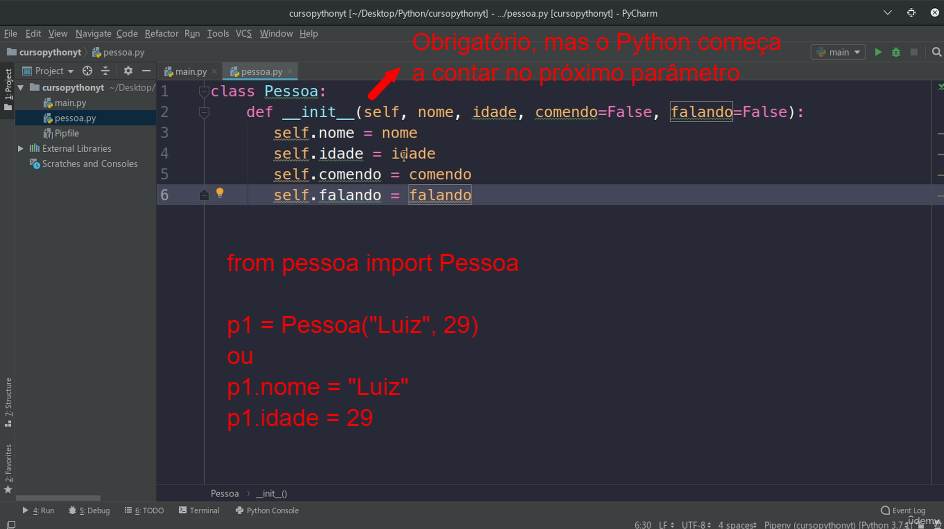 cursopythonyt [~/Desktop/Python/cursopythonyt] - .../pessoa.py [cursopythonyt] - PyCharm
File Edit View Navigate Code Refactor Run Tools VCS Window Help
cursopythonyt pessoa.py main
Obrigatório, mas o Python começa
a contar no próximo parâmetro
1: Project
Project
main.py pessoa.py
cursopythonyt ~/Desktop/
main.py
pessoa.py
Pipfile
External Libraries
Scratches and Consoles
1 class Pessoa:
2 def __init__(self, nome, idade, comendo=False, falando=False):
3 self.nome = nome
4 self.idade = idade
5 self.comendo = comendo
6 self.falando = falando
from pessoa import Pessoa
p1 = Pessoa("Luiz", 29)
ou
p1.nome = "Luiz"
p1.idade = 29
7: Structure
2: Favorites
Pessoa › __init__()
4: Run 5: Debug 6: TODO Terminal Python Console Event Log
6:30 LF UTF-8 4 spaces Pipenv (cursopythonyt) [Python 3.7
ûdemy